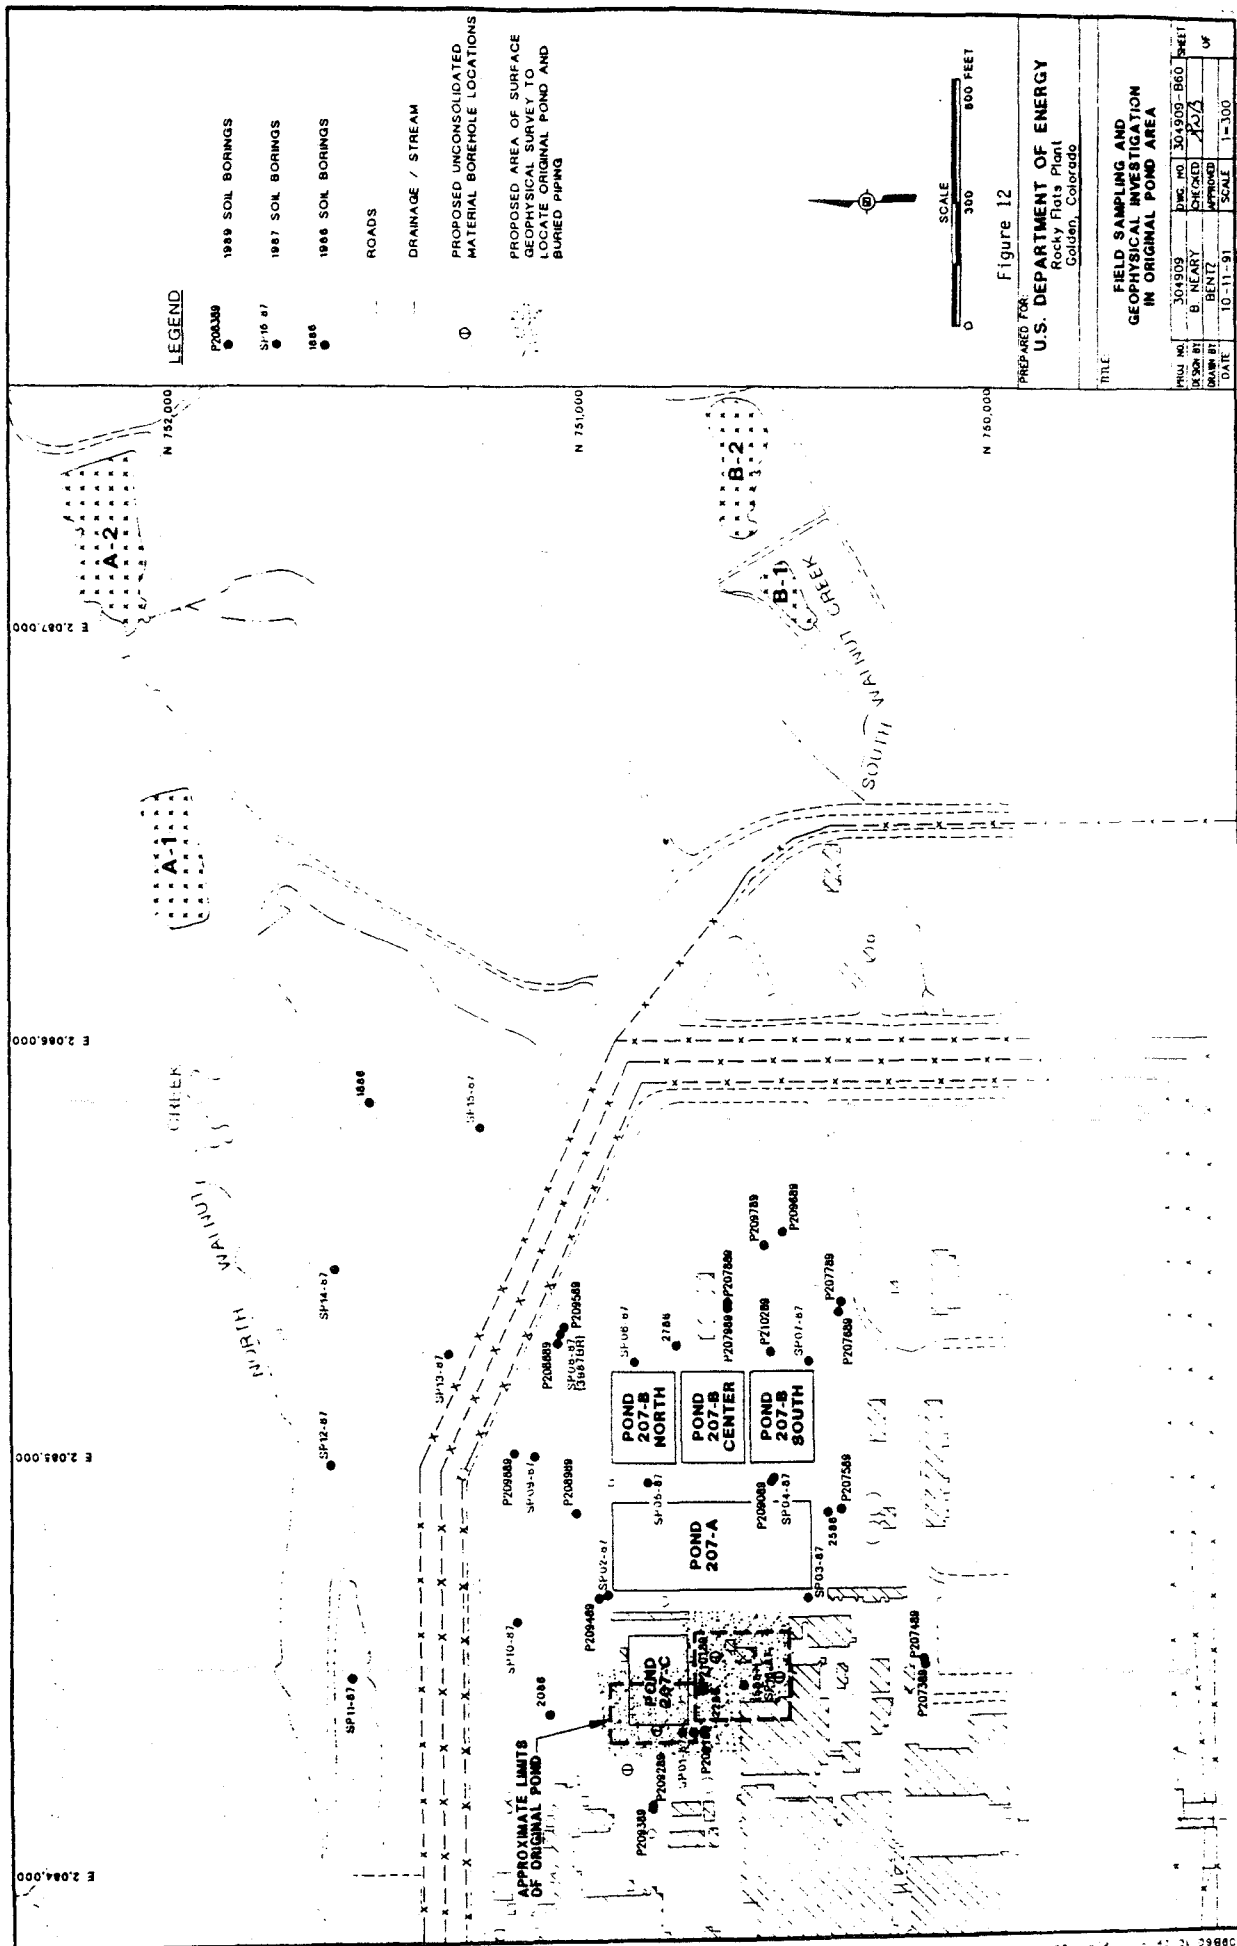 LEGEND
P208389
1989 SOIL BORINGS
SP16-87
1987 SOIL BORINGS
1886
1986 SOIL BORINGS
ROADS
DRAINAGE / STREAM
PROPOSED UNCONSOLIDATED
MATERIAL BOREHOLE LOCATIONS
PROPOSED AREA OF SURFACE
GEOPHYSICAL SURVEY TO
LOCATE ORIGINAL POND AND
BURIED PIPING
SCALE
0
300
600 FEET
Figure 12
PREPARED FOR:
U.S. DEPARTMENT OF ENERGY
Rocky Flats Plant
Golden, Colorado
TITLE:
FIELD SAMPLING AND
GEOPHYSICAL INVESTIGATION
IN ORIGINAL POND AREA
PROJ. NO. 304909
DWG. NO. 304909-B60
SHEET
OF
DESIGN BY B. NEARY
CHECKED
DRAWN BY BENTZ
APPROVED
DATE 10-11-91
SCALE 1=300
E 2,084,000
E 2,085,000
E 2,086,000
E 2,087,000
N 752,000
N 751,000
N 750,000
A-1
A-2
B-1
B-2
NORTH WALNUT CREEK
SOUTH WALNUT CREEK
SP11-87
SP12-87
SP14-87
SP13-87
1886
SP15-87
2086
SP10-87
P209889
SP09-87
P208989
P208889
SP08-87
(3987BR)
P209589
APPROXIMATE LIMITS
OF ORIGINAL POND
P209489
SP02-87
POND
207-C
POND
207-A
POND
207-B
NORTH
POND
207-B
CENTER
POND
207-B
SOUTH
SP06-87
2786
SP05-87
P207989
P207889
P209789
P209689
P210289
SP07-87
P209089
SP04-87
P207789
P207689
2586
P207589
SP03-87
P209389
P209289
P207389
P207489